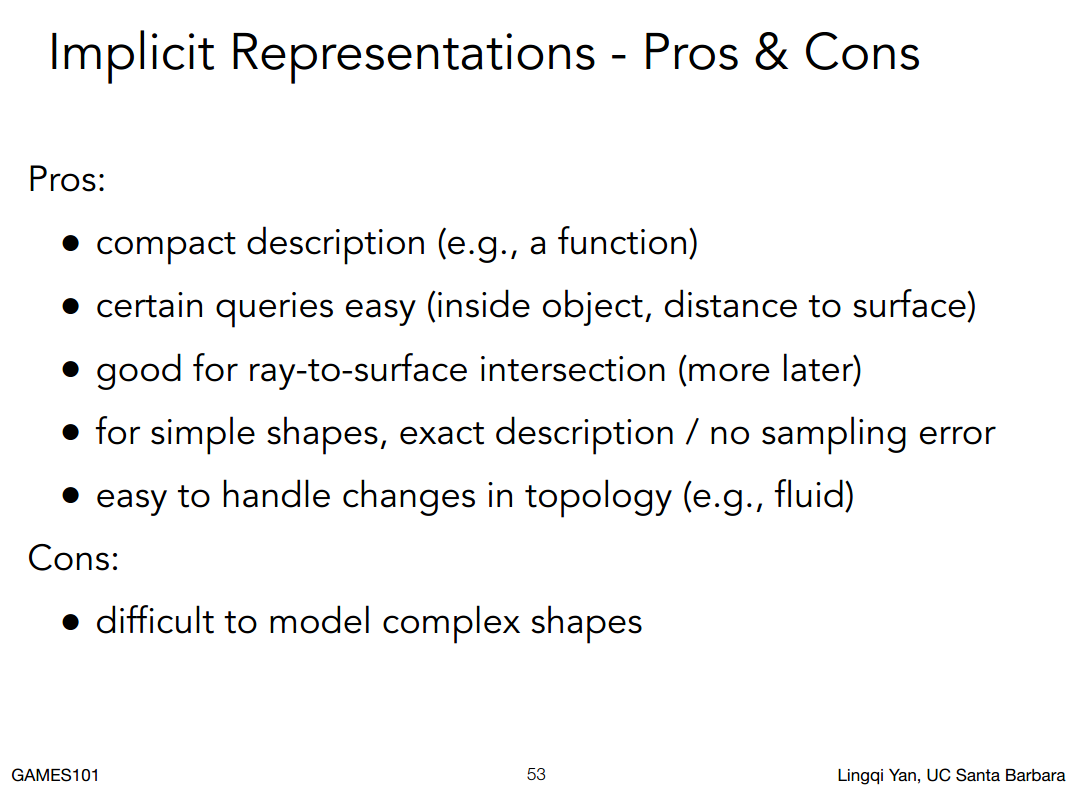 Implicit Representations - Pros & Cons
Pros:
● compact description (e.g., a function)
● certain queries easy (inside object, distance to surface)
● good for ray-to-surface intersection (more later)
● for simple shapes, exact description / no sampling error
● easy to handle changes in topology (e.g., fluid)
Cons:
● difficult to model complex shapes
GAMES101
53
Lingqi Yan, UC Santa Barbara